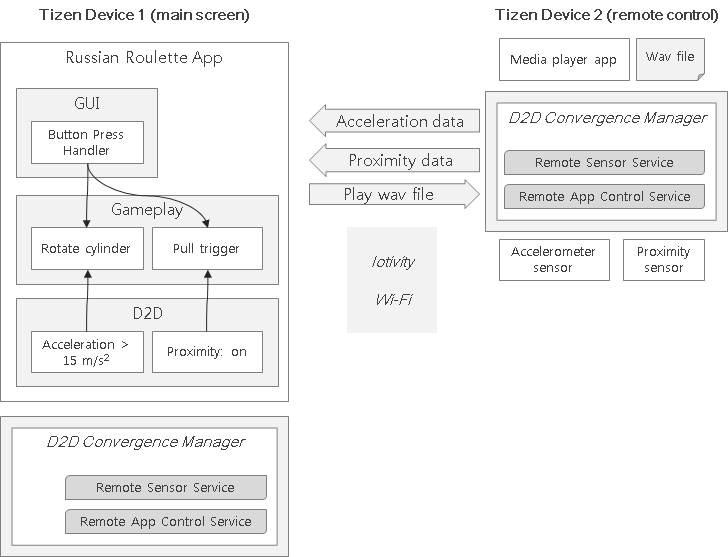 Tizen Device 1 (main screen)
Russian Roulette App
GUI
Button Press
Handler
Gameplay
Rotate cylinder
Pull trigger
D2D
Acceleration >
15 m/s²
Proximity: on
D2D Convergence Manager
Remote Sensor Service
Remote App Control Service
Acceleration data
Proximity data
Play wav file
Iotivity
Wi-Fi
Tizen Device 2 (remote control)
Media player app
Wav file
D2D Convergence Manager
Remote Sensor Service
Remote App Control Service
Accelerometer
sensor
Proximity
sensor